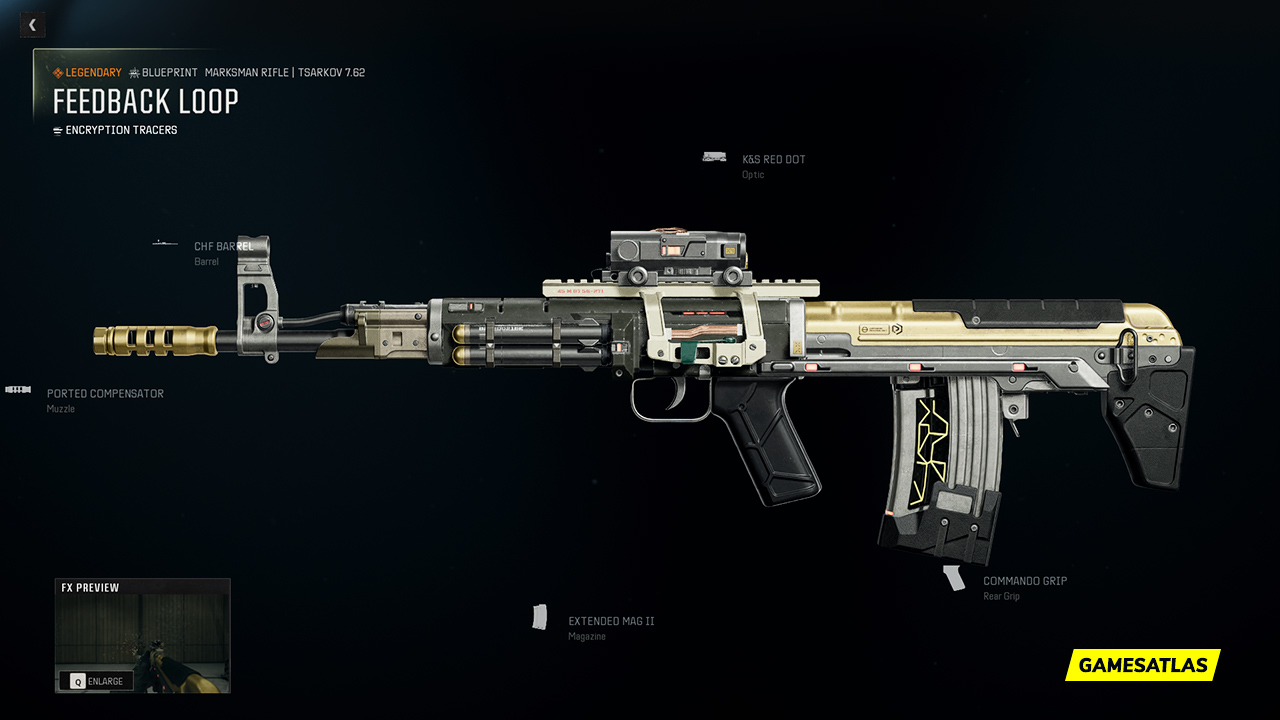 LEGENDARY BLUEPRINT MARKSMAN RIFLE | TSARKOV 7.62
FEEDBACK LOOP
ENCRYPTION TRACERS
K&S RED DOT
Optic
CHF BARREL
Barrel
PORTED COMPENSATOR
Muzzle
FX PREVIEW
Q ENLARGE
EXTENDED MAG II
Magazine
COMMANDO GRIP
Rear Grip
GAMESATLAS